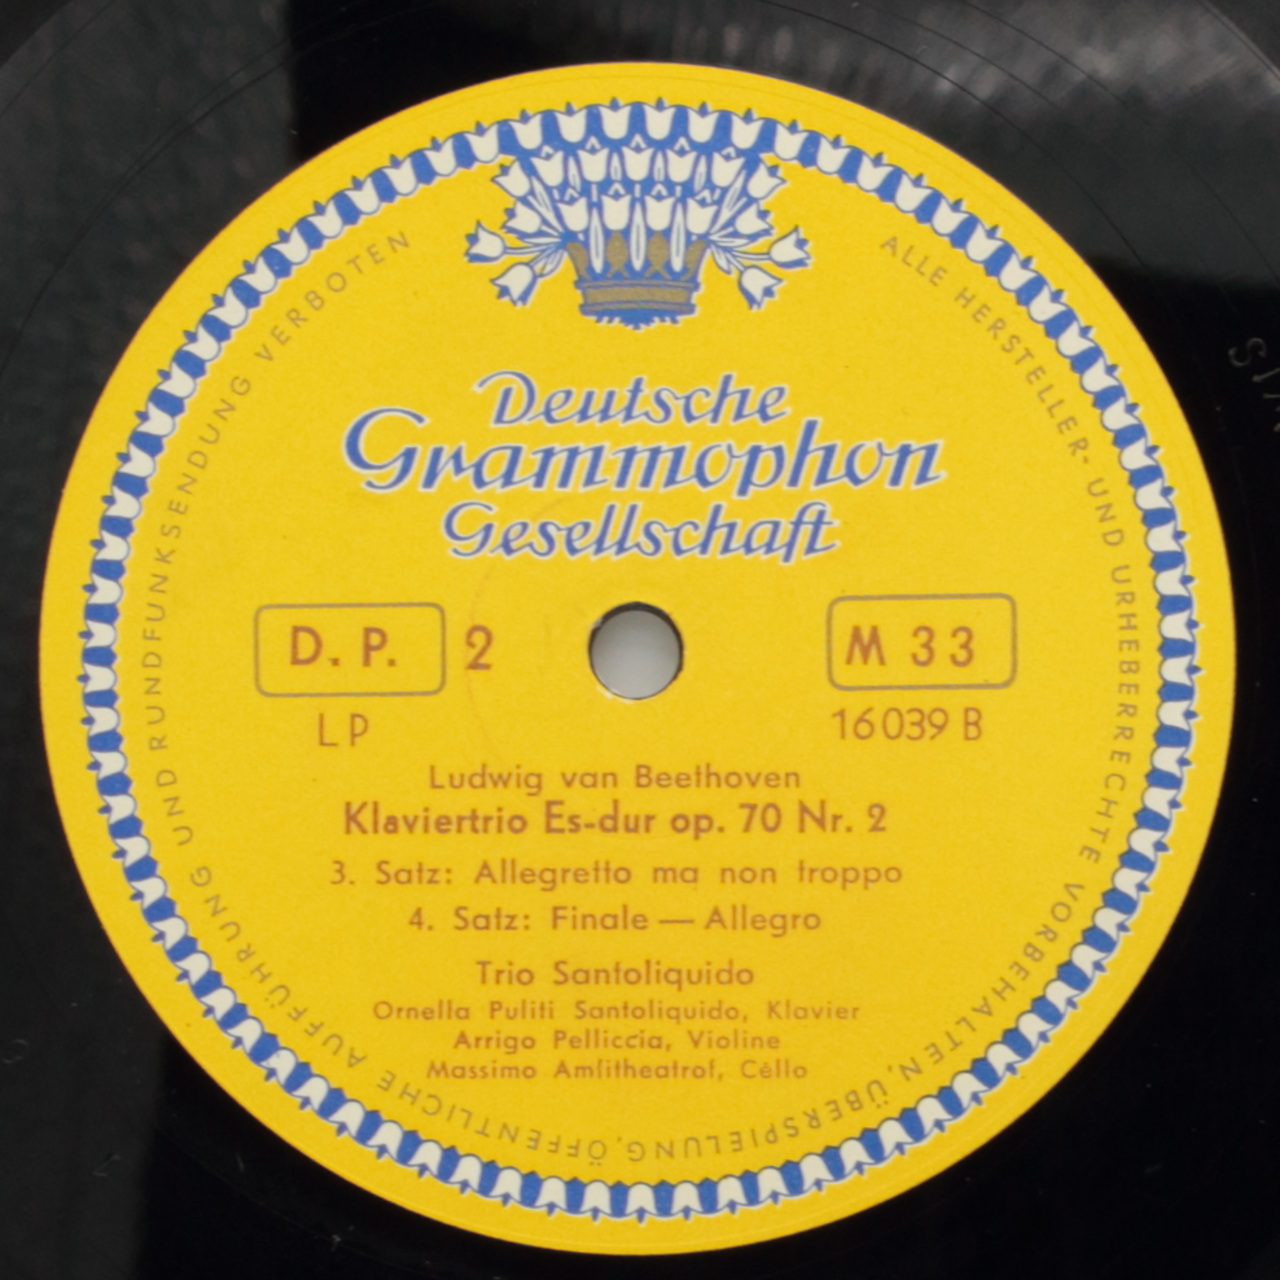 Deutsche
Grammophon
Gesellschaft
D. P. 2
M 33
LP
16 039 B
Ludwig van Beethoven
Klaviertrio Es-dur op. 70 Nr. 2
3. Satz: Allegretto ma non troppo
4. Satz: Finale — Allegro
Trio Santoliquido
Ornella Puliti Santoliquido, Klavier
Arrigo Pelliccia, Violine
Massimo Amfitheatrof, Cello
ALLE HERSTELLER- UND URHEBERRECHTE VORBEHALTEN, ÜBERSPIELUNG, ÖFFENTLICHE AUFFÜHRUNG UND RUNDFUNKSENDUNG VERBOTEN